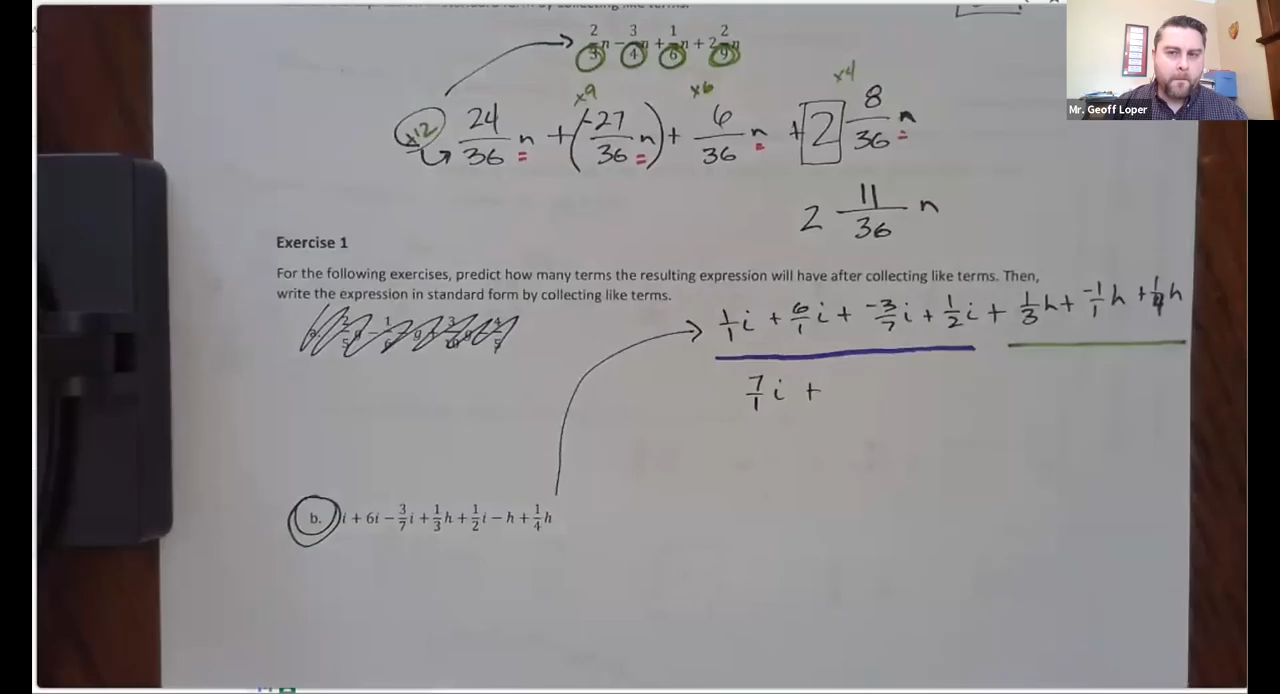 2/3 n − 3/4 n + 1/6 n + 2 2/9 n
×9 ×6 ×4
×12 24/36 n + (−27/36 n) + 6/36 n + 2 8/36 n
2 11/36 n
Mr. Geoff Loper
Exercise 1
For the following exercises, predict how many terms the resulting expression will have after collecting like terms. Then,
write the expression in standard form by collecting like terms.
1/1 i + 6/1 i + −3/7 i + 1/2 i + 1/3 h + −1/1 h + 1/4 h
7/1 i +
b. i + 6i − 3/7 i + 1/3 h + 1/2 i − h + 1/4 h